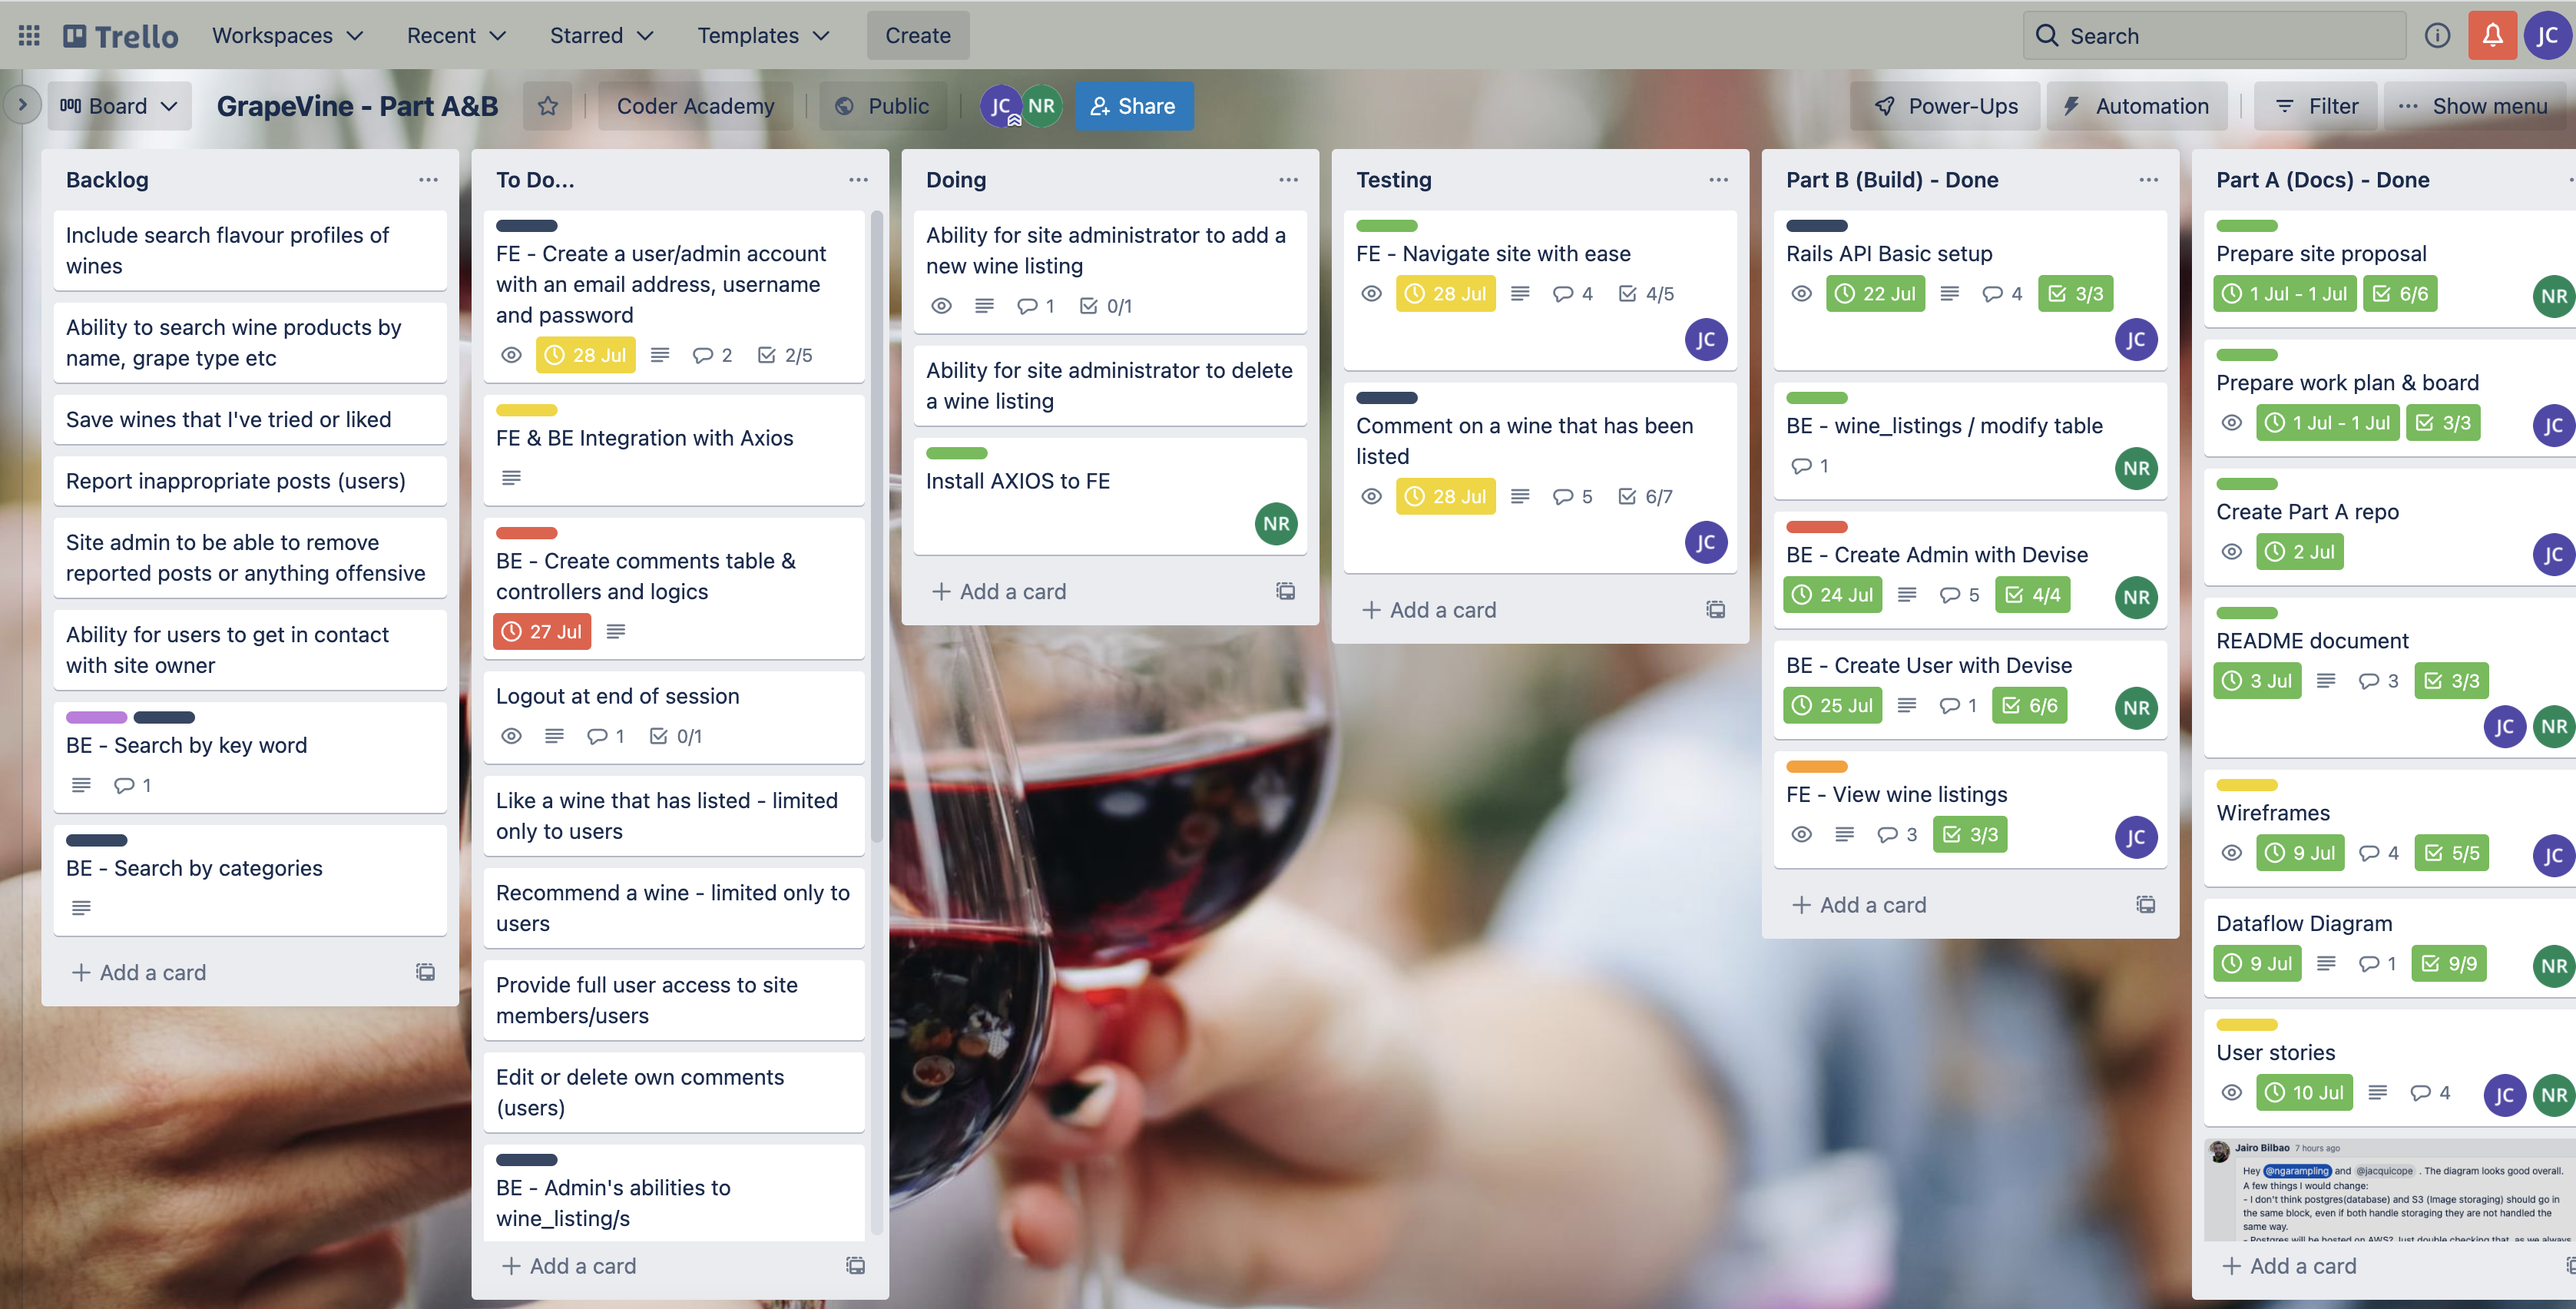 Trello
Workspaces
Recent
Starred
Templates
Create
Search
JC
Board
GrapeVine - Part A&B
Coder Academy
Public
JC
NR
Share
Power-Ups
Automation
Filter
Show menu
Backlog
Include search flavour profiles of
wines
Ability to search wine products by
name, grape type etc
Save wines that I've tried or liked
Report inappropriate posts (users)
Site admin to be able to remove
reported posts or anything offensive
Ability for users to get in contact
with site owner
BE - Search by key word
1
BE - Search by categories
Add a card
To Do...
FE - Create a user/admin account
with an email address, username
and password
28 Jul 2 2/5
FE & BE Integration with Axios
BE - Create comments table &
controllers and logics
27 Jul
Logout at end of session
1 0/1
Like a wine that has listed - limited
only to users
Recommend a wine - limited only to
users
Provide full user access to site
members/users
Edit or delete own comments
(users)
BE - Admin's abilities to
wine_listing/s
Add a card
Doing
Ability for site administrator to add a
new wine listing
1 0/1
Ability for site administrator to delete
a wine listing
Install AXIOS to FE
NR
Add a card
Testing
FE - Navigate site with ease
28 Jul 4 4/5
JC
Comment on a wine that has been
listed
28 Jul 5 6/7
JC
Add a card
Part B (Build) - Done
Rails API Basic setup
22 Jul 4 3/3
JC
BE - wine_listings / modify table
1
NR
BE - Create Admin with Devise
24 Jul 5 4/4 NR
BE - Create User with Devise
25 Jul 1 6/6 NR
FE - View wine listings
3 3/3 JC
Add a card
Part A (Docs) - Done
Prepare site proposal
1 Jul - 1 Jul 6/6 NR
Prepare work plan & board
1 Jul - 1 Jul 3/3 JC
Create Part A repo
2 Jul JC
README document
3 Jul 3 3/3
JC NR
Wireframes
9 Jul 4 5/5 JC
Dataflow Diagram
9 Jul 1 9/9 NR
User stories
10 Jul 4 JC NR
Jairo Bilbao 7 hours ago
Hey @ngarampling and @jacquicope . The diagram looks good overall.
A few things I would change:
- I don't think postgres(database) and S3 (Image storaging) should go in
the same block, even if both handle storaging they are not handled the
same way.
- Postgres will be hosted on AWS? Just double checking that, as we always
Add a card